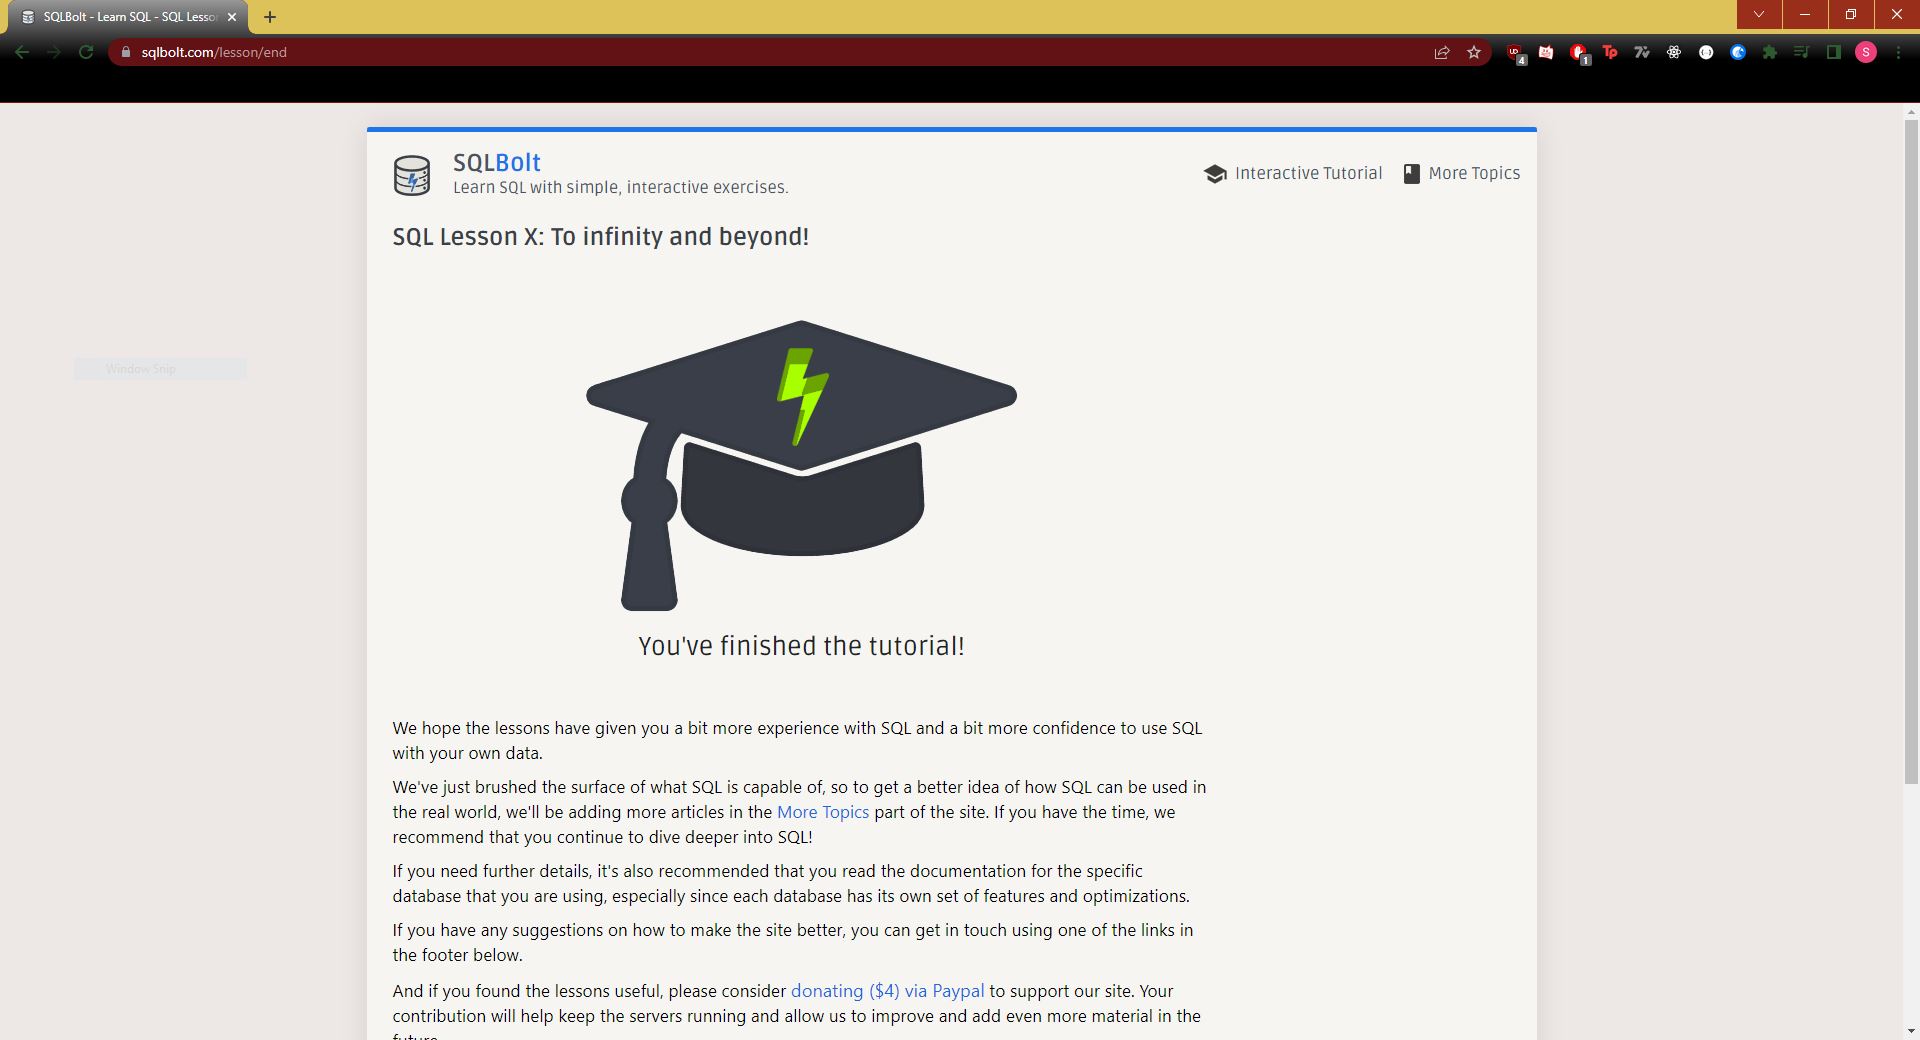 SQLBolt - Learn SQL - SQL Lesson
sqlbolt.com/lesson/end
4
1
S
SQLBolt
Learn SQL with simple, interactive exercises.
Interactive Tutorial
More Topics
SQL Lesson X: To infinity and beyond!
Window Snip
You've finished the tutorial!
We hope the lessons have given you a bit more experience with SQL and a bit more confidence to use SQL
with your own data.
We've just brushed the surface of what SQL is capable of, so to get a better idea of how SQL can be used in
the real world, we'll be adding more articles in the More Topics part of the site. If you have the time, we
recommend that you continue to dive deeper into SQL!
If you need further details, it's also recommended that you read the documentation for the specific
database that you are using, especially since each database has its own set of features and optimizations.
If you have any suggestions on how to make the site better, you can get in touch using one of the links in
the footer below.
And if you found the lessons useful, please consider donating ($4) via Paypal to support our site. Your
contribution will help keep the servers running and allow us to improve and add even more material in the